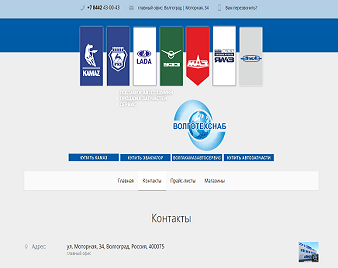 +7 8442 43-00-43
главный офис Волгоград | Моторная 34
Вам перезвонить?
KAMAZ
LADA
УАЗ
МАЗ
ЯМЗ
ВОЛГОТЕХСНАБ
КУПИТЬ КАМАЗ
КУПИТЬ ЭВАКУАТОР
ВОЛГАКАМАЗАВТОСЕРВИС
КУПИТЬ АВТОЗАПЧАСТИ
Главная
Контакты
Прайс-листы
Магазины
Контакты
Адрес:
ул. Моторная, 34, Волгоград, Россия, 400075
главный офис